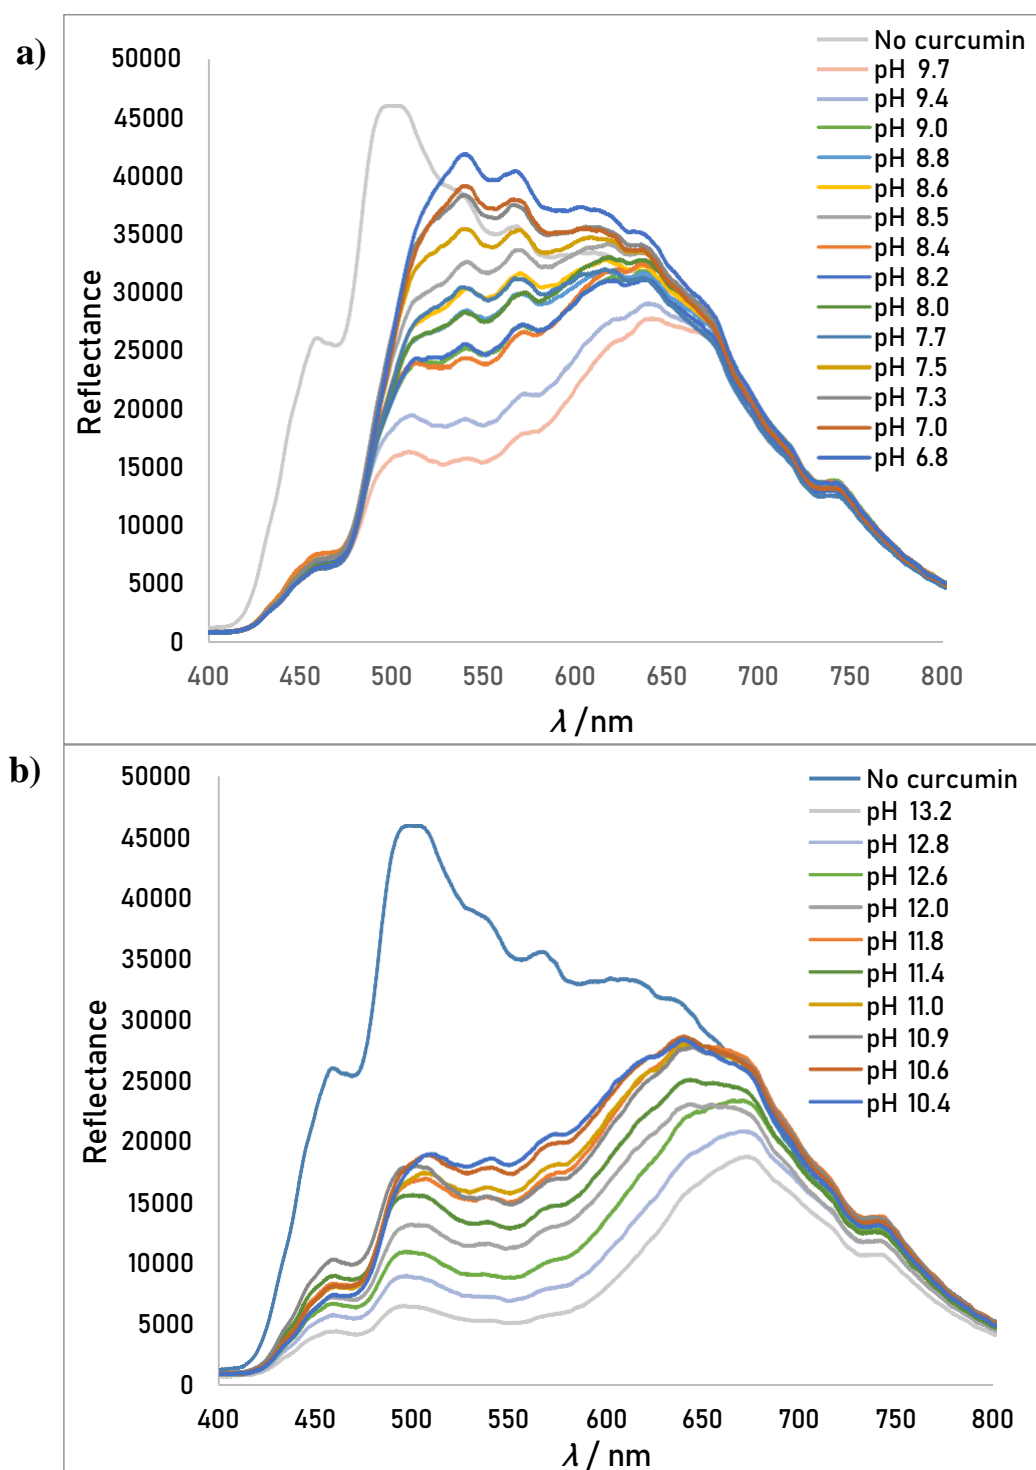 a)
50000
45000
40000
35000
30000
25000
20000
15000
10000
5000
0
Reflectance
400 450 500 550 600 650 700 750 800
λ /nm
No curcumin
pH 9.7
pH 9.4
pH 9.0
pH 8.8
pH 8.6
pH 8.5
pH 8.4
pH 8.2
pH 8.0
pH 7.7
pH 7.5
pH 7.3
pH 7.0
pH 6.8
b)
50000
45000
40000
35000
30000
25000
20000
15000
10000
5000
0
Reflectance
400 450 500 550 600 650 700 750 800
λ / nm
No curcumin
pH 13.2
pH 12.8
pH 12.6
pH 12.0
pH 11.8
pH 11.4
pH 11.0
pH 10.9
pH 10.6
pH 10.4